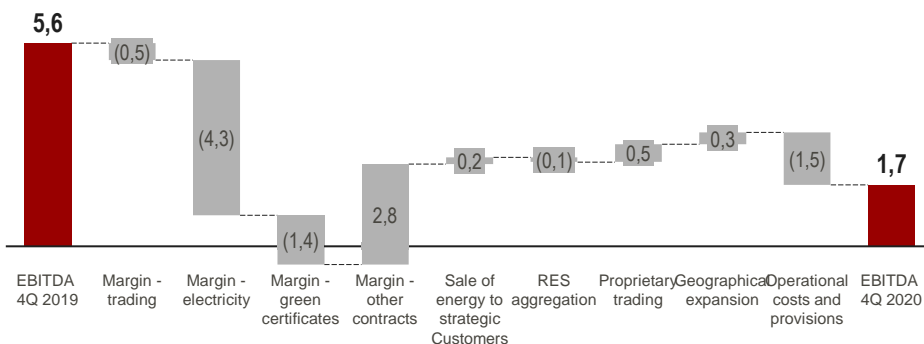 5,6
(0,5)
(4,3)
(1,4)
2,8
0,2
(0,1)
0,5
0,3
(1,5)
1,7
EBITDA
4Q 2019
Margin -
trading
Margin -
electricity
Margin-
green
certificates
Margin -
other
contracts
Sale of
energy to
strategic
Customers
RES
aggregation
Proprietary
trading
Geographical
expansion
Operational
costs and
provisions
EBITDA
4Q 2020